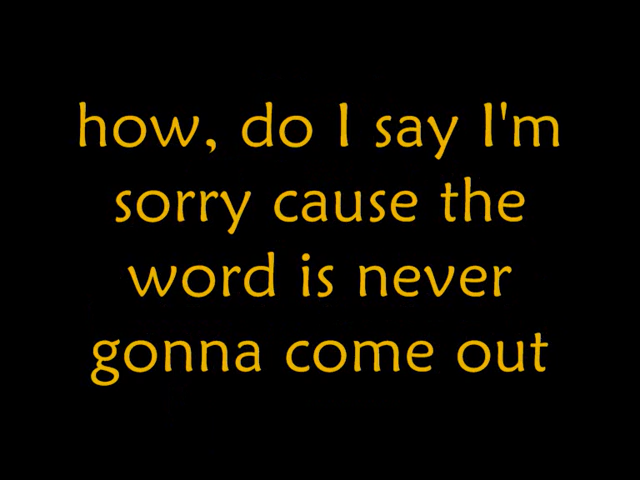 how, do I say I'm
sorry cause the
word is never
gonna come out